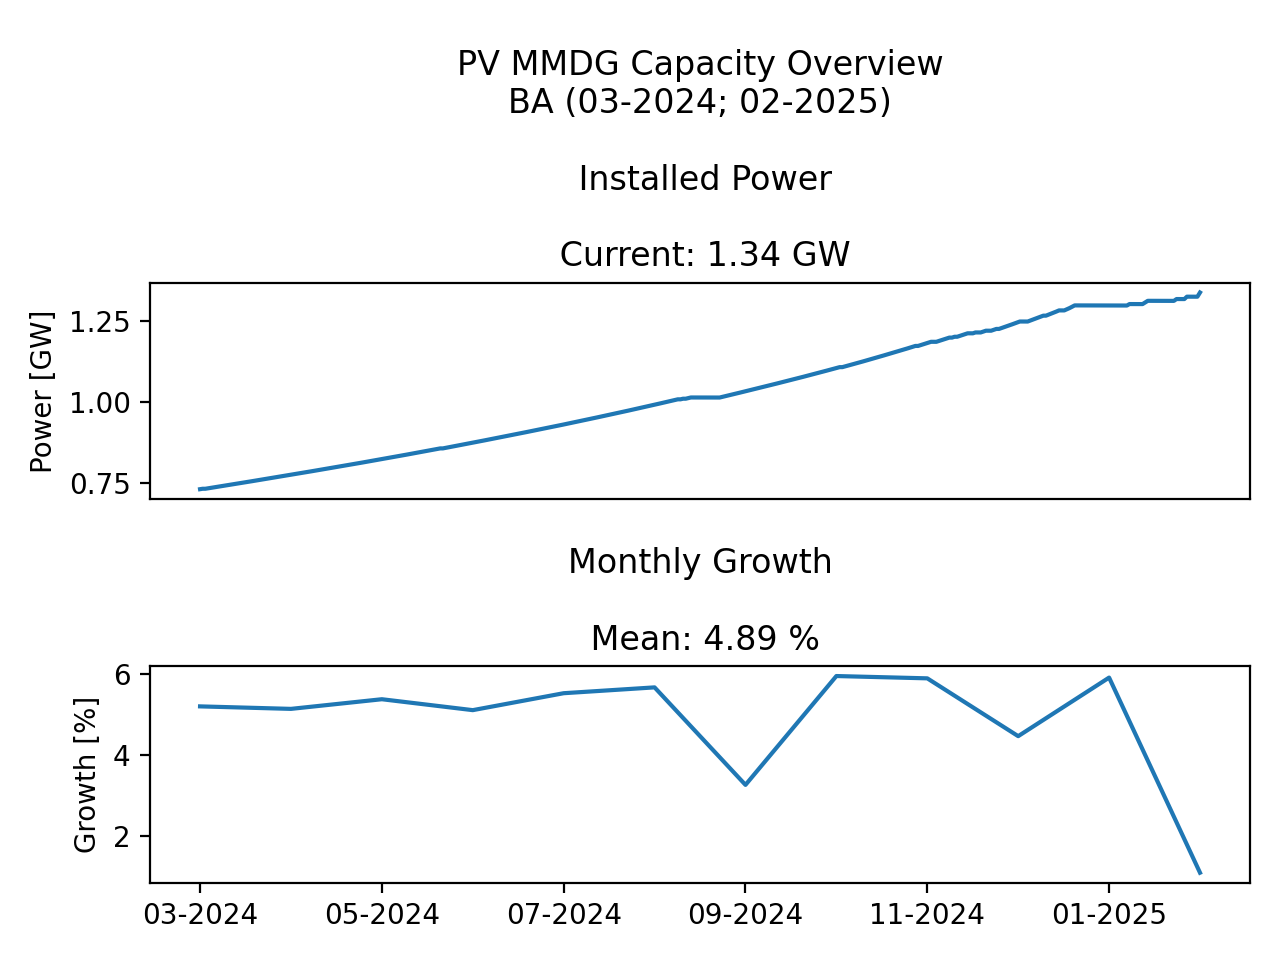 PV MMDG Capacity Overview
BA (03-2024; 02-2025)
Installed Power
Current: 1.34 GW
Power [GW]
1.25
1.00
0.75
Monthly Growth
Mean: 4.89 %
Growth [%]
6
4
2
03-2024 05-2024 07-2024 09-2024 11-2024 01-2025